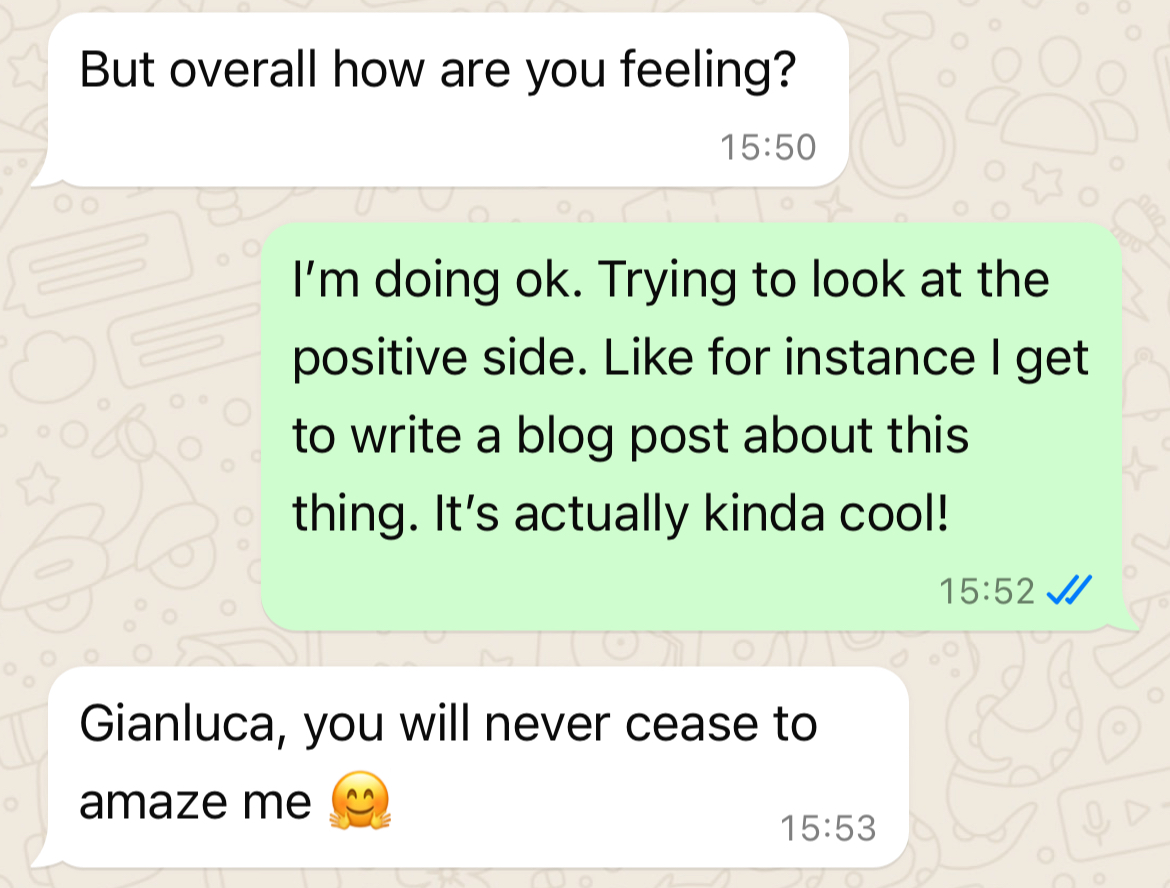 But overall how are you feeling?
15:50
I’m doing ok. Trying to look at the
positive side. Like for instance I get
to write a blog post about this
thing. It’s actually kinda cool!
15:52
Gianluca, you will never cease to
amaze me 🤗
15:53